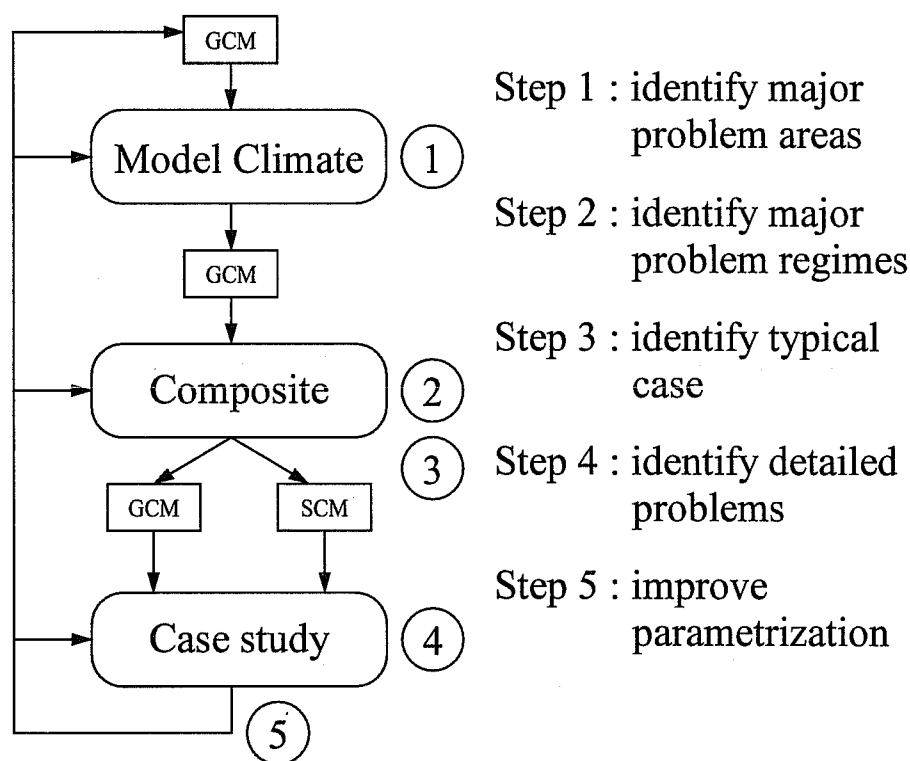 GCM
Model Climate
1
GCM
Composite
2
3
GCM
SCM
Case study
4
5
Step 1 : identify major
problem areas
Step 2 : identify major
problem regimes
Step 3 : identify typical
case
Step 4 : identify detailed
problems
Step 5 : improve
parametrization